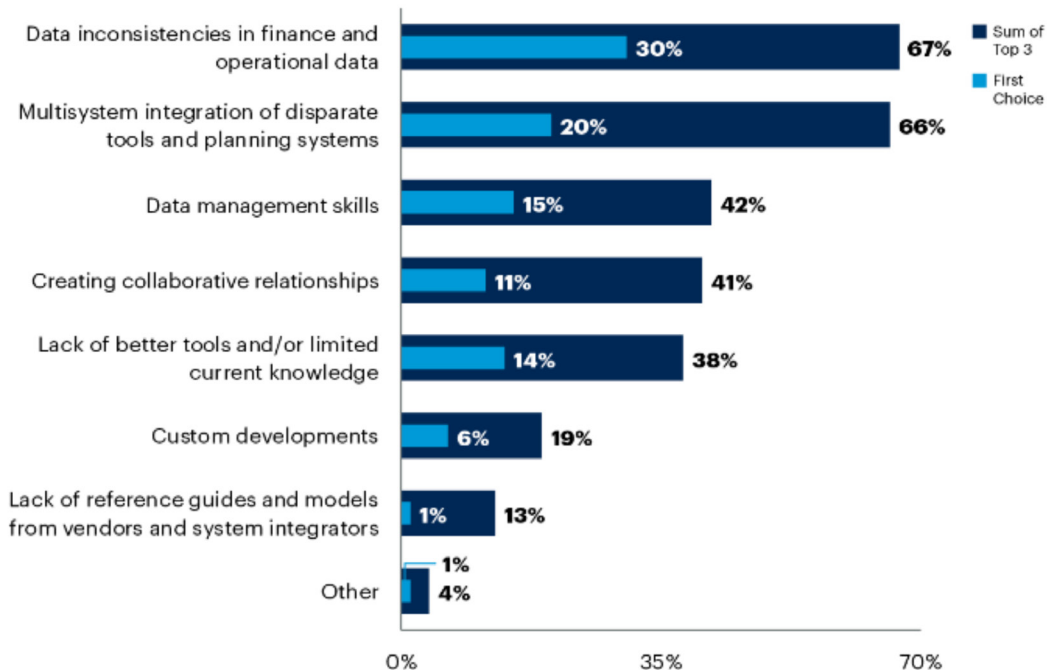 Data inconsistencies in finance and
operational data
30%
67%
Sum of
Top 3
First
Choice
Multisystem integration of disparate
tools and planning systems
20%
66%
Data management skills
15%
42%
Creating collaborative relationships
11%
41%
Lack of better tools and/or limited
current knowledge
14%
38%
Custom developments
6%
19%
Lack of reference guides and models
from vendors and system integrators
1%
13%
Other
1%
4%
0%
35%
70%